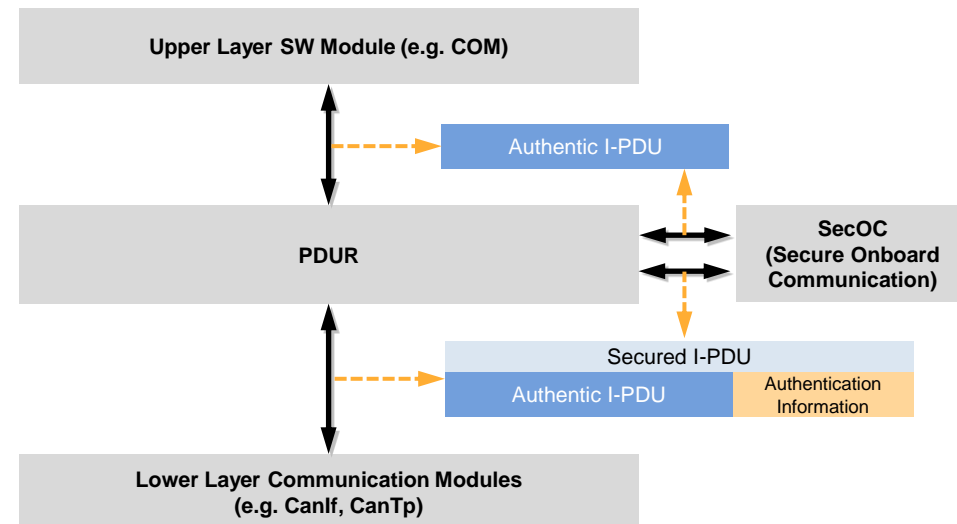 Upper Layer SW Module (e.g. COM)
Authentic I-PDU
PDUR
SecOC
(Secure Onboard
Communication)
Secured I-PDU
Authentic I-PDU
Authentication
Information
Lower Layer Communication Modules
(e.g. CanIf, CanTp)